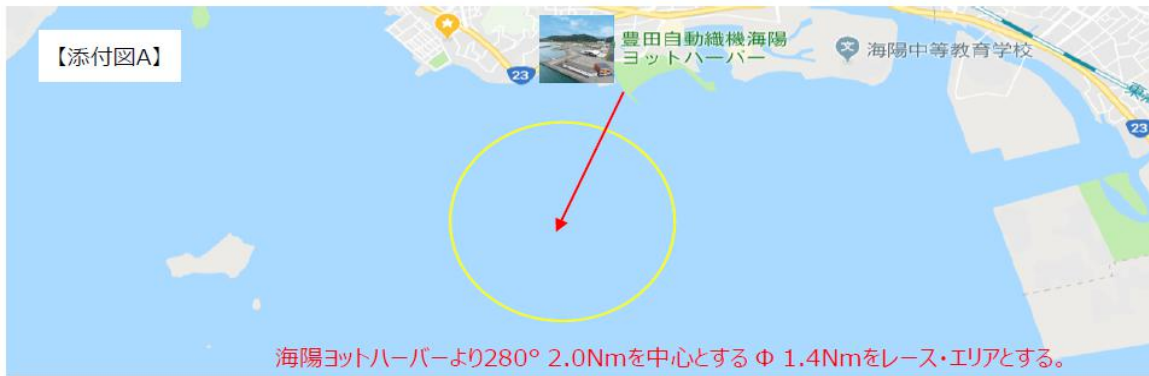 【添付図A】
豊田自動織機海陽
ヨットハーバー
文 海陽中等教育学校
23
23
海陽ヨットハーバーより280° 2.0Nmを中心とする Φ 1.4Nmをレース・エリアとする。